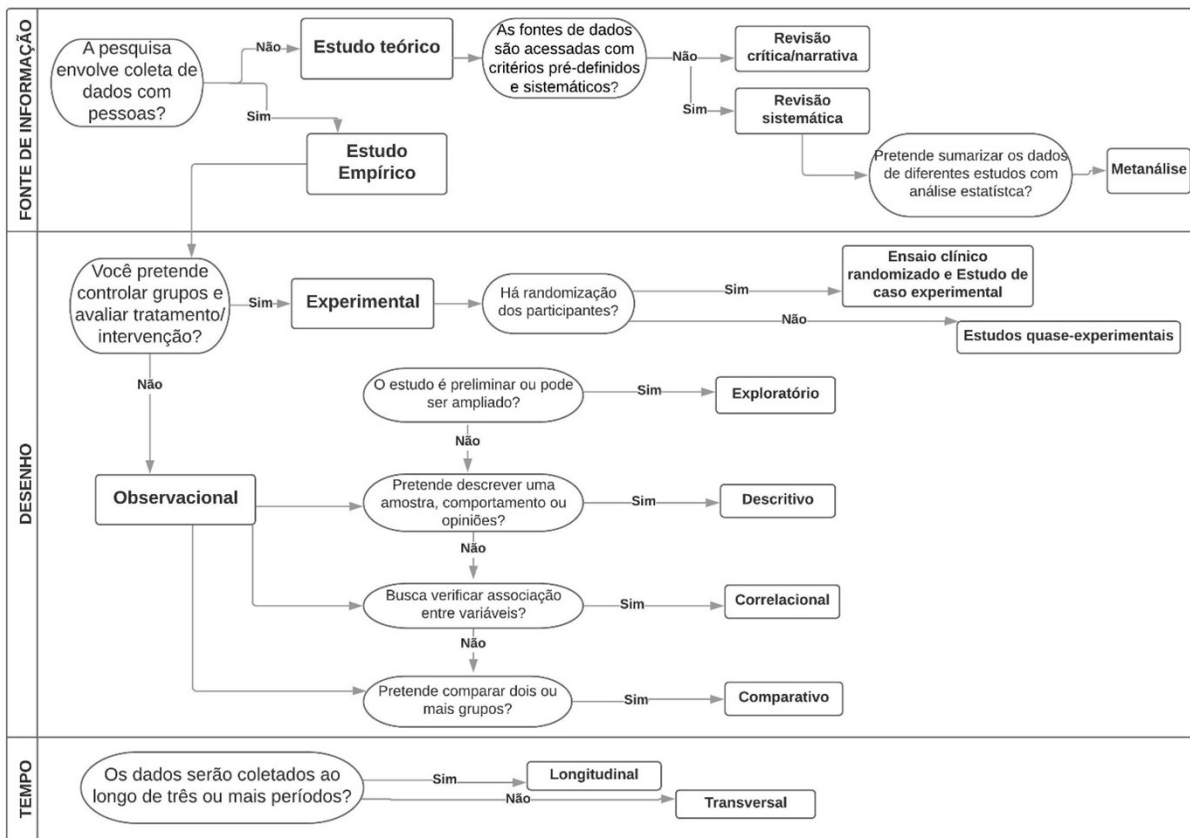 FONTE DE INFORMAÇÃO
A pesquisa
envolve coleta de
dados com
pessoas?
Não
Sim
Estudo teórico
Estudo
Empírico
As fontes de dados
são acessadas com
critérios pré-definidos
e sistemáticos?
Não
Sim
Revisão
crítica/narrativa
Revisão
sistemática
Pretende sumarizar os dados
de diferentes estudos com
análise estatístca?
Metanálise
DESENHO
Você pretende
controlar grupos e
avaliar tratamento/
intervenção?
Sim
Experimental
Há randomização
dos participantes?
Sim
Ensaio clínico
randomizado e Estudo de
caso experimental
Não
Estudos quase-experimentais
Não
Observacional
O estudo é preliminar ou pode
ser ampliado?
Sim
Exploratório
Não
Pretende descrever uma
amostra, comportamento ou
opiniões?
Sim
Descritivo
Não
Busca verificar associação
entre variáveis?
Sim
Correlacional
Não
Pretende comparar dois ou
mais grupos?
Sim
Comparativo
TEMPO
Os dados serão coletados ao
longo de três ou mais períodos?
Sim
Longitudinal
Não
Transversal